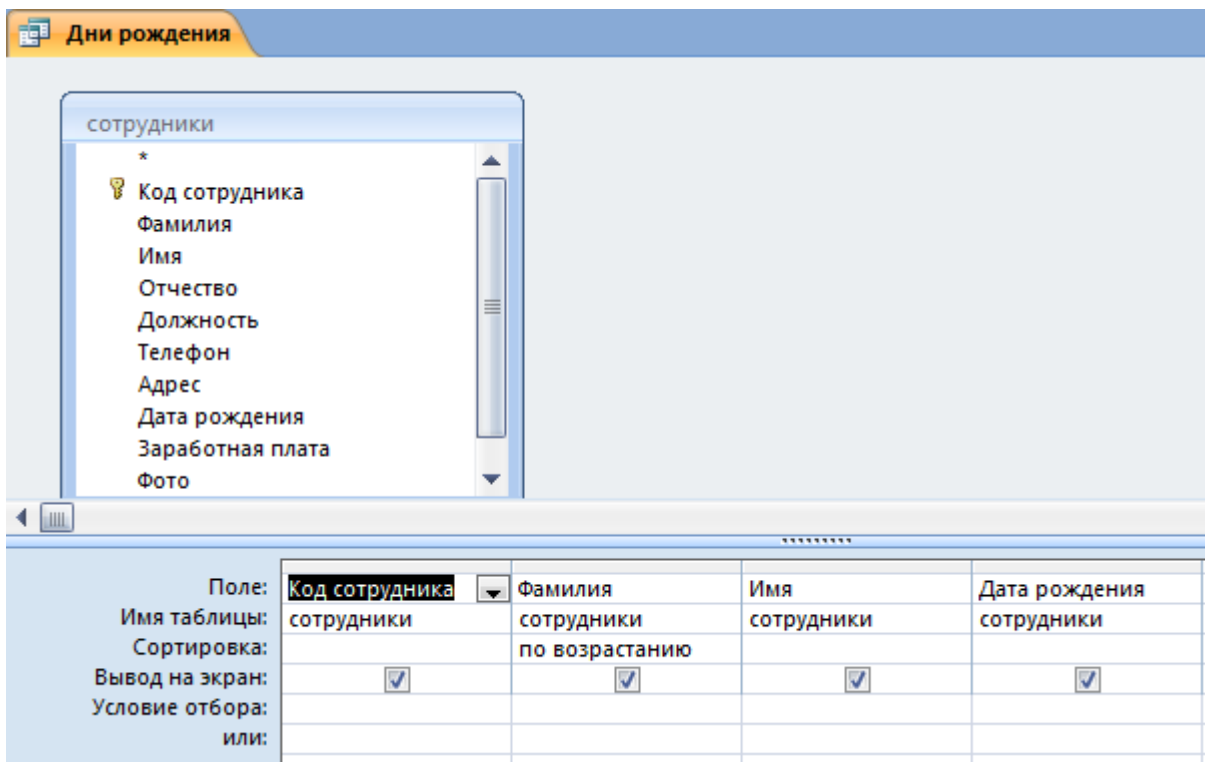 Дни рождения
сотрудники
*
Код сотрудника
Фамилия
Имя
Отчество
Должность
Телефон
Адрес
Дата рождения
Заработная плата
Фото
Поле: Код сотрудника Фамилия Имя Дата рождения
Имя таблицы: сотрудники сотрудники сотрудники сотрудники
Сортировка: по возрастанию
Вывод на экран:
Условие отбора:
или: